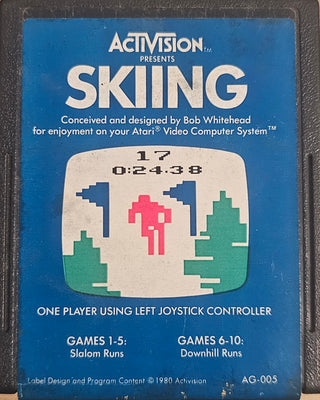 ACTIVISION™
PRESENTS
SKIING
Conceived and designed by Bob Whitehead
for enjoyment on your Atari® Video Computer System™
17
0:24.38
ONE PLAYER USING LEFT JOYSTICK CONTROLLER
GAMES 1-5:
Slalom Runs
GAMES 6-10:
Downhill Runs
Label Design and Program Content © 1980 Activision
AG-005